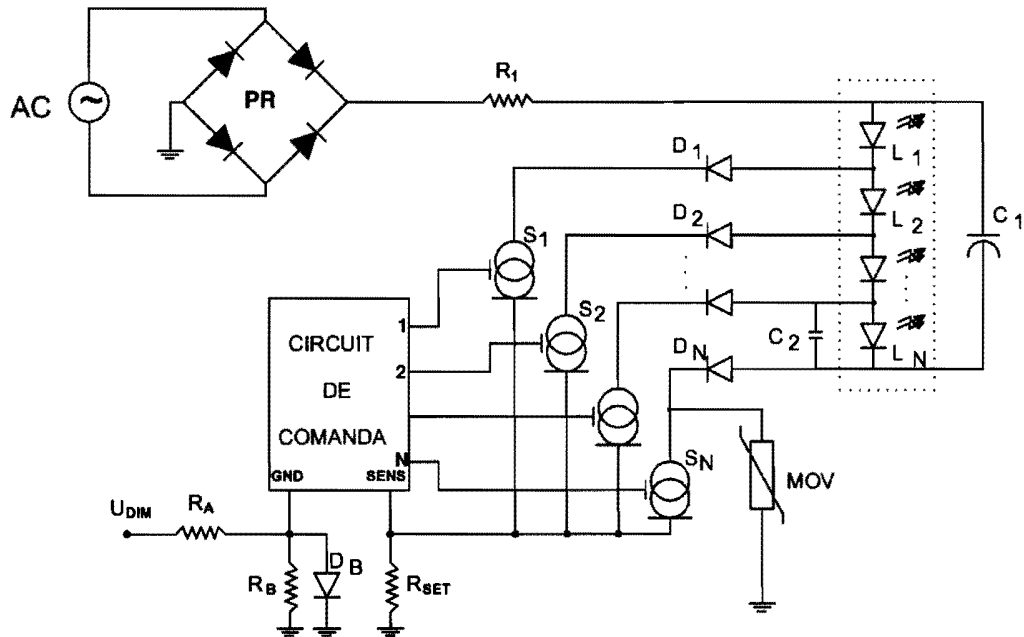 AC
PR
R1
D1
L1
L2
C1
D2
S1
S2
C2
DN
LN
CIRCUIT
DE
COMANDA
1
2
N
GND
SENS
SN
MOV
UDIM
RA
RB
DB
RSET